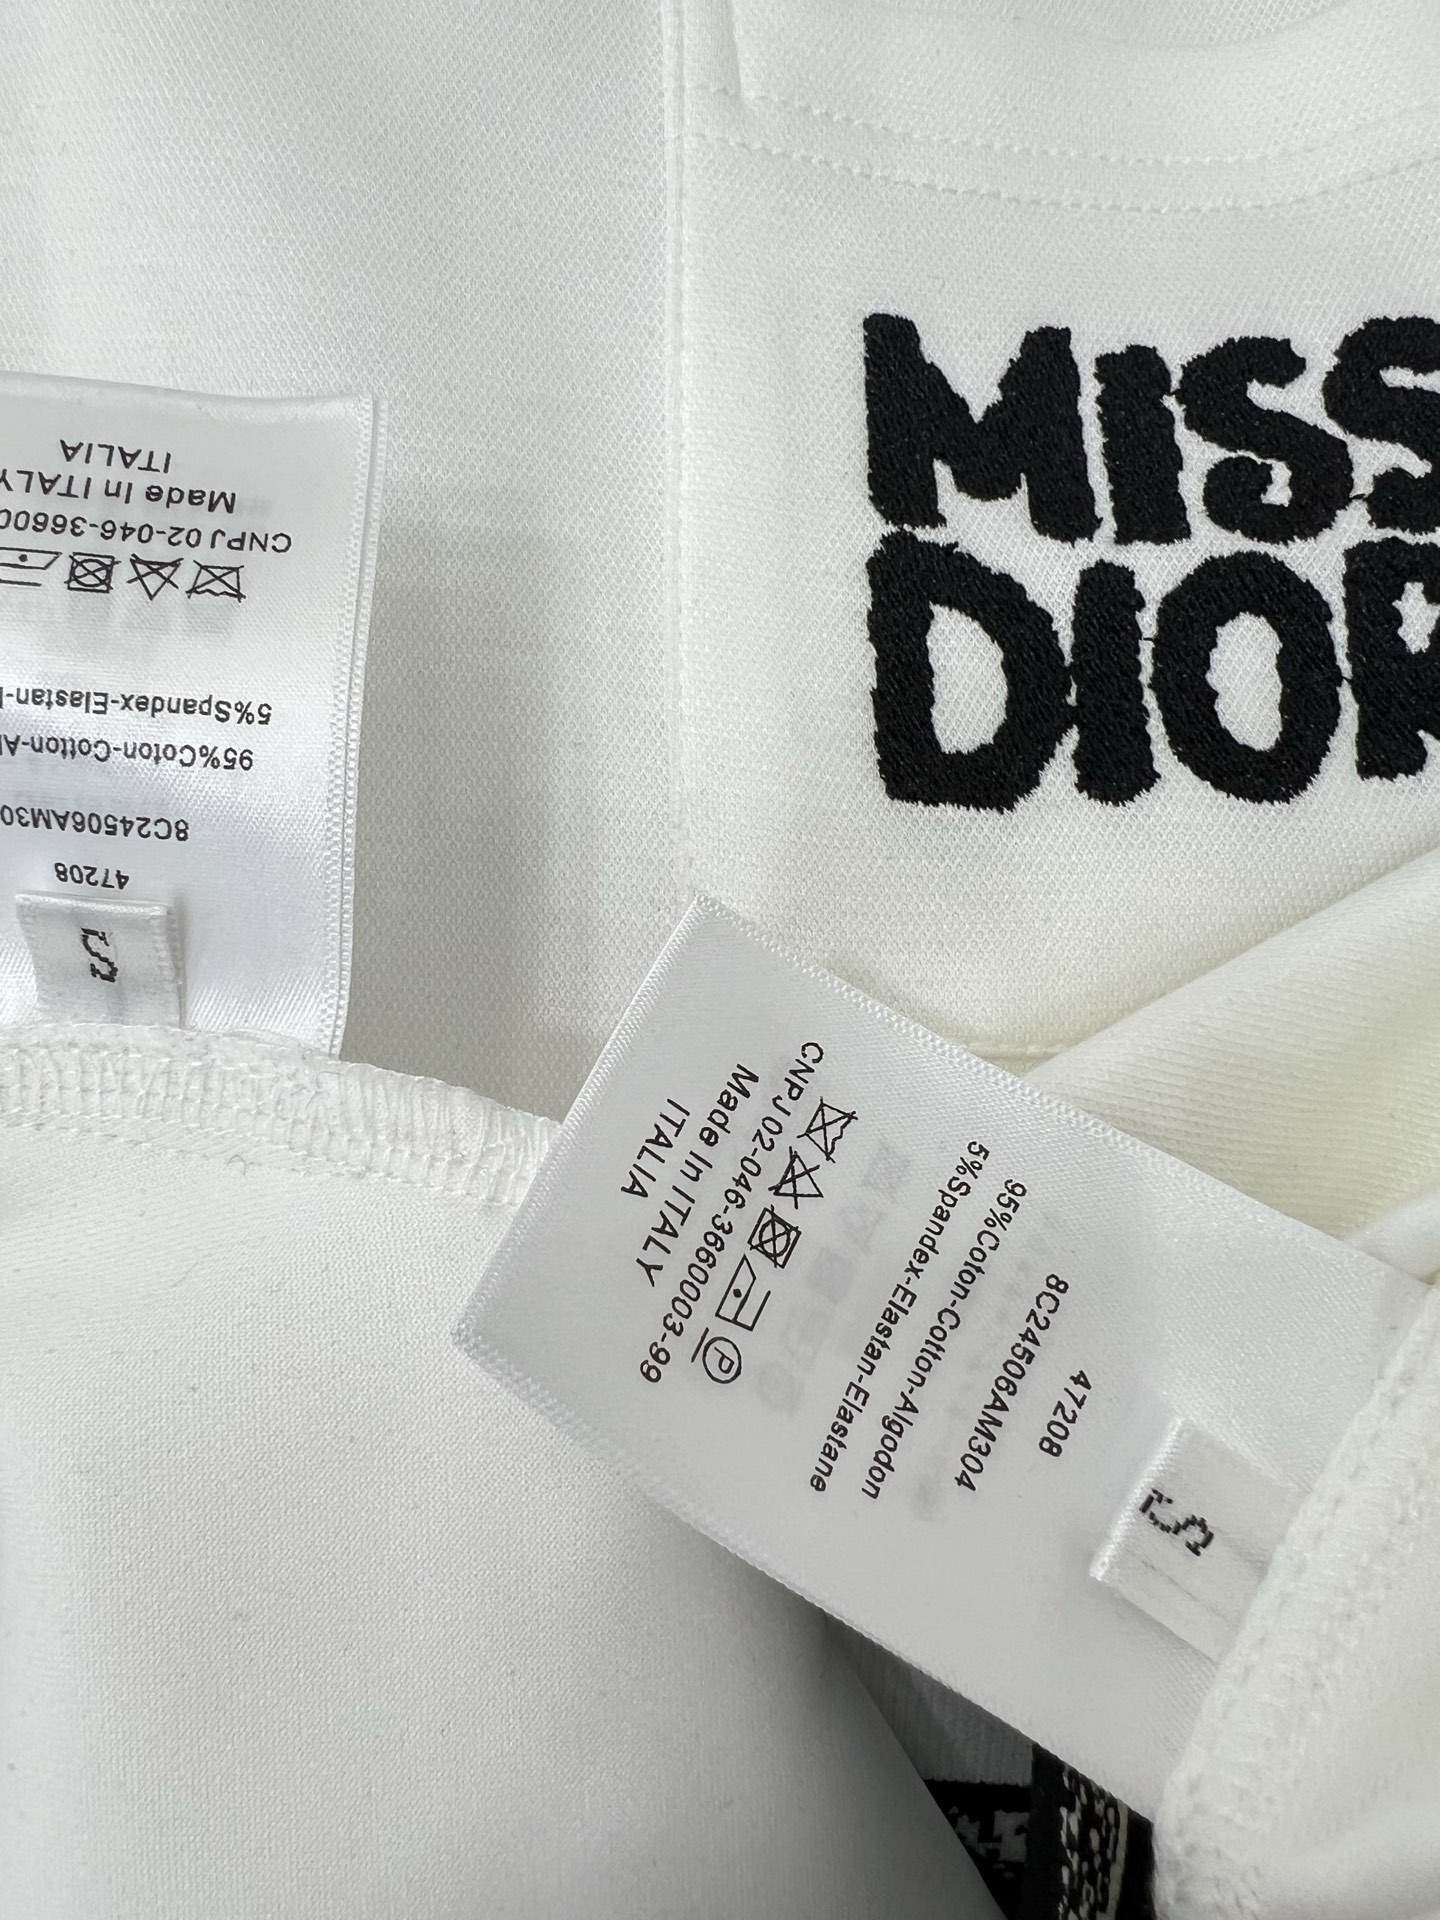 MISS
DIOR
ITALIA
Made In ITALY
CNPJ 02-046-36600
5%Spandex-Elastan-
95%Coton-Cotton-Al
8C24506AM30
47208
S
ITALIA
Made In ITALY
CNPJ 02-046-3660003-99
P
5%Spandex-Elastan-Elastane
95%Coton-Cotton-Algodon
8C24506AM304
47208
S